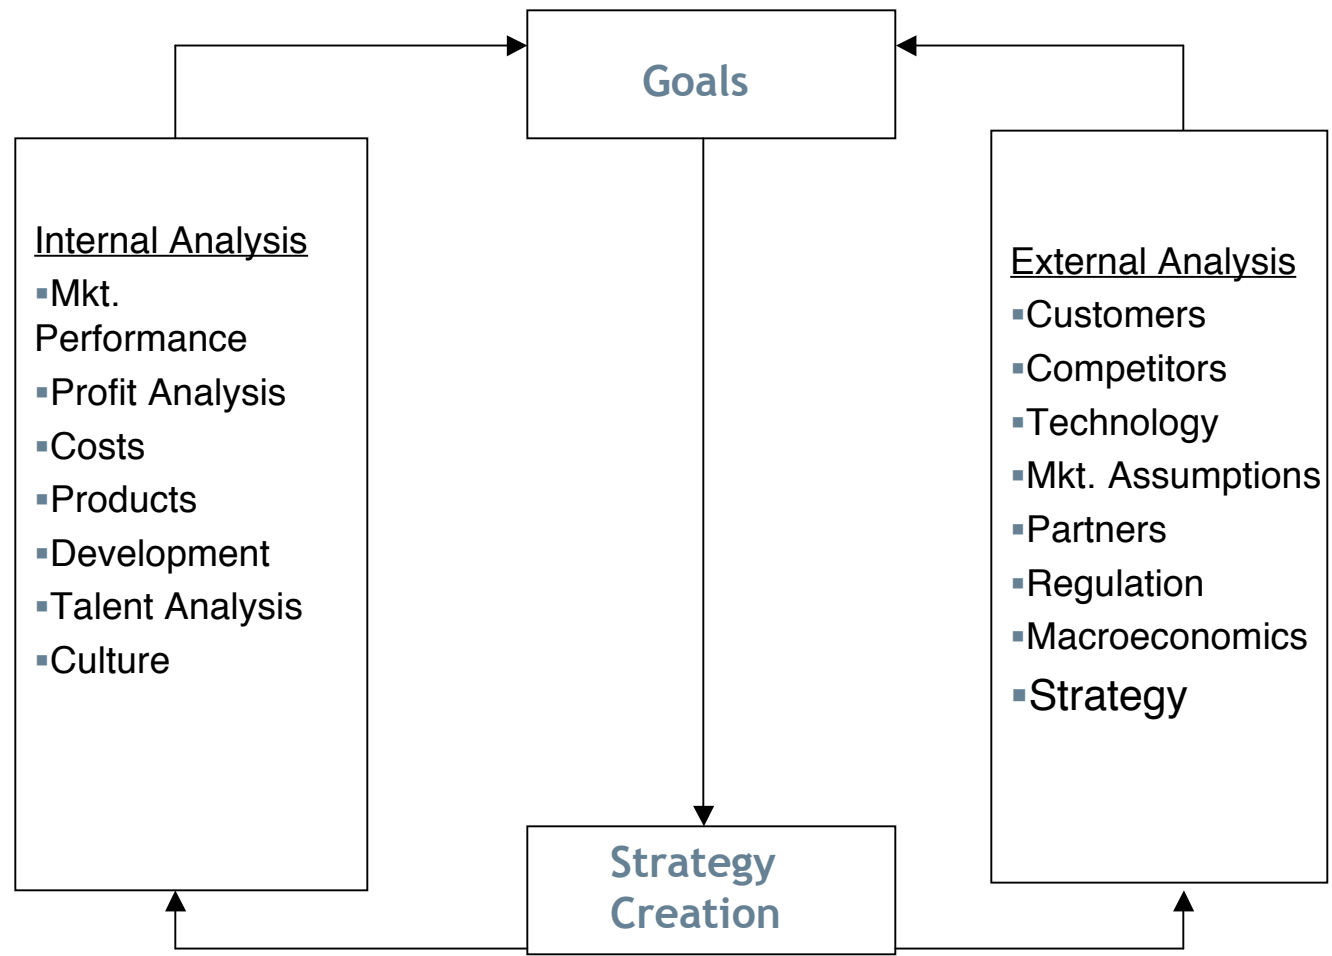 Goals
Internal Analysis
▪Mkt.
Performance
▪Profit Analysis
▪Costs
▪Products
▪Development
▪Talent Analysis
▪Culture
External Analysis
▪Customers
▪Competitors
▪Technology
▪Mkt. Assumptions
▪Partners
▪Regulation
▪Macroeconomics
▪Strategy
Strategy
Creation